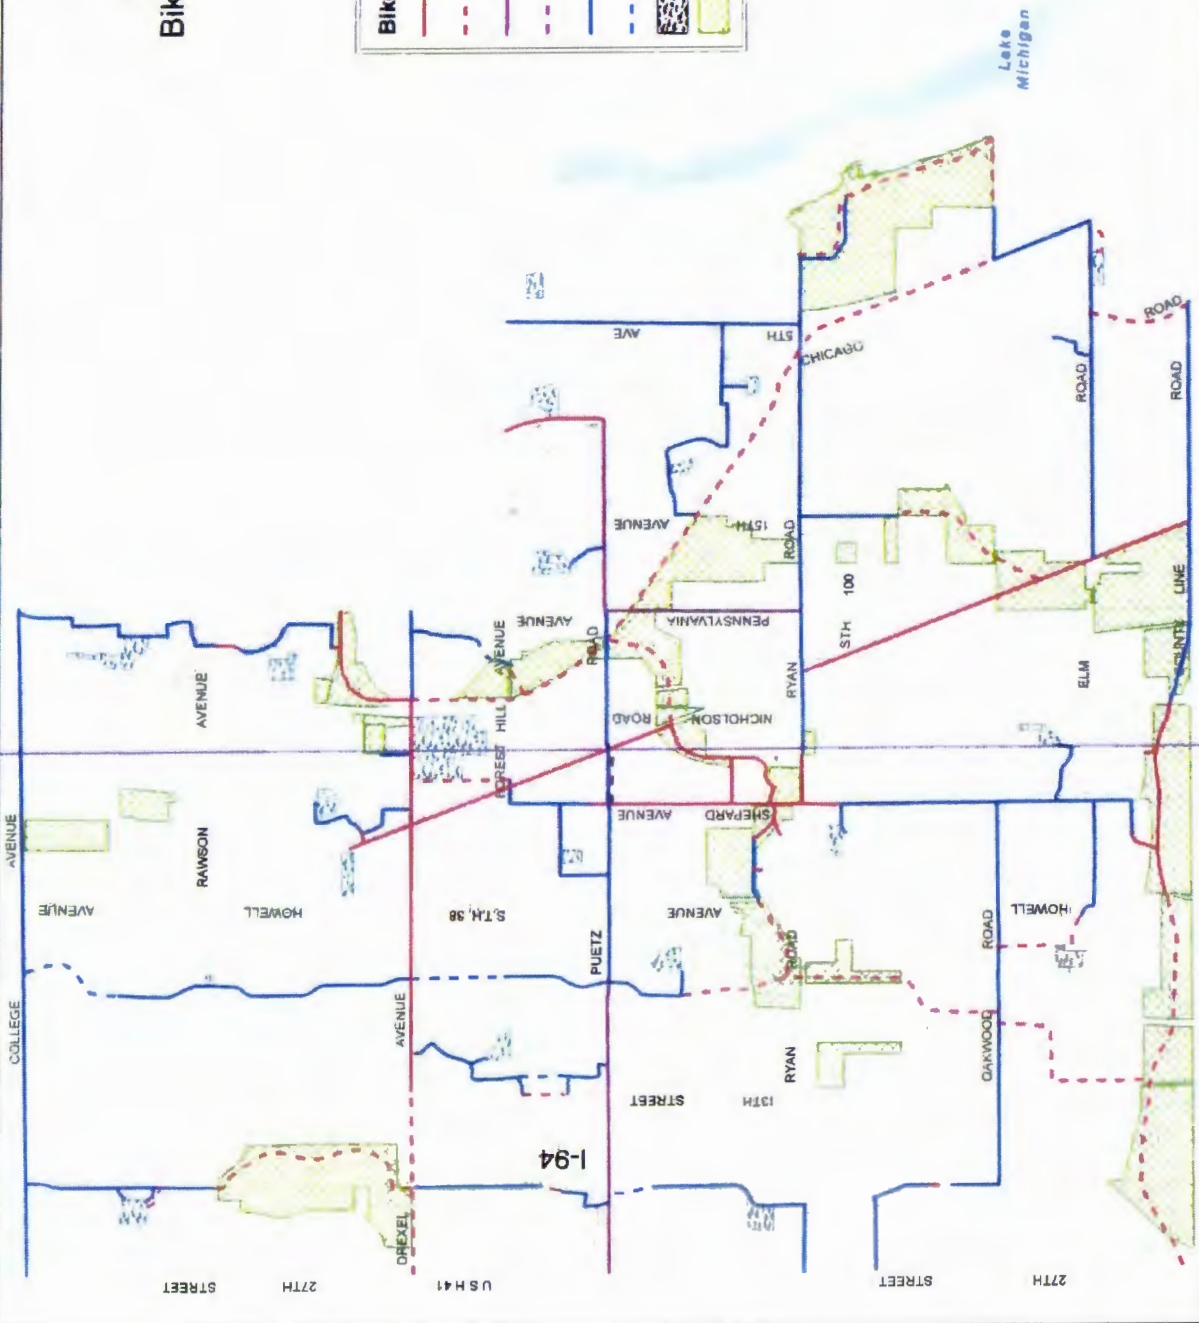 Bik
Bik
Lake
Michigan
AVE
5TH
CHICAGO
ROAD
ROAD
ROAD
AVENUE
15TH
ROAD
STH 100
LINE
COUNTY
AVENUE
PENNSYLVANIA
AVENUE
ROAD
RYAN
ELM
AVENUE
HILL
FOREST
ROAD
NICHOLSON
AVENUE
SHEPARD
AVENUE
RAWSON
AVENUE
HOWELL
S.T.H. 38
AVENUE
HOWELL
PUETZ
ROAD
ROAD
COLLEGE
AVENUE
OAKWOOD
RYAN
STREET
13TH
I-94
DREXEL
STREET
27TH
U S H 41
STREET
27TH